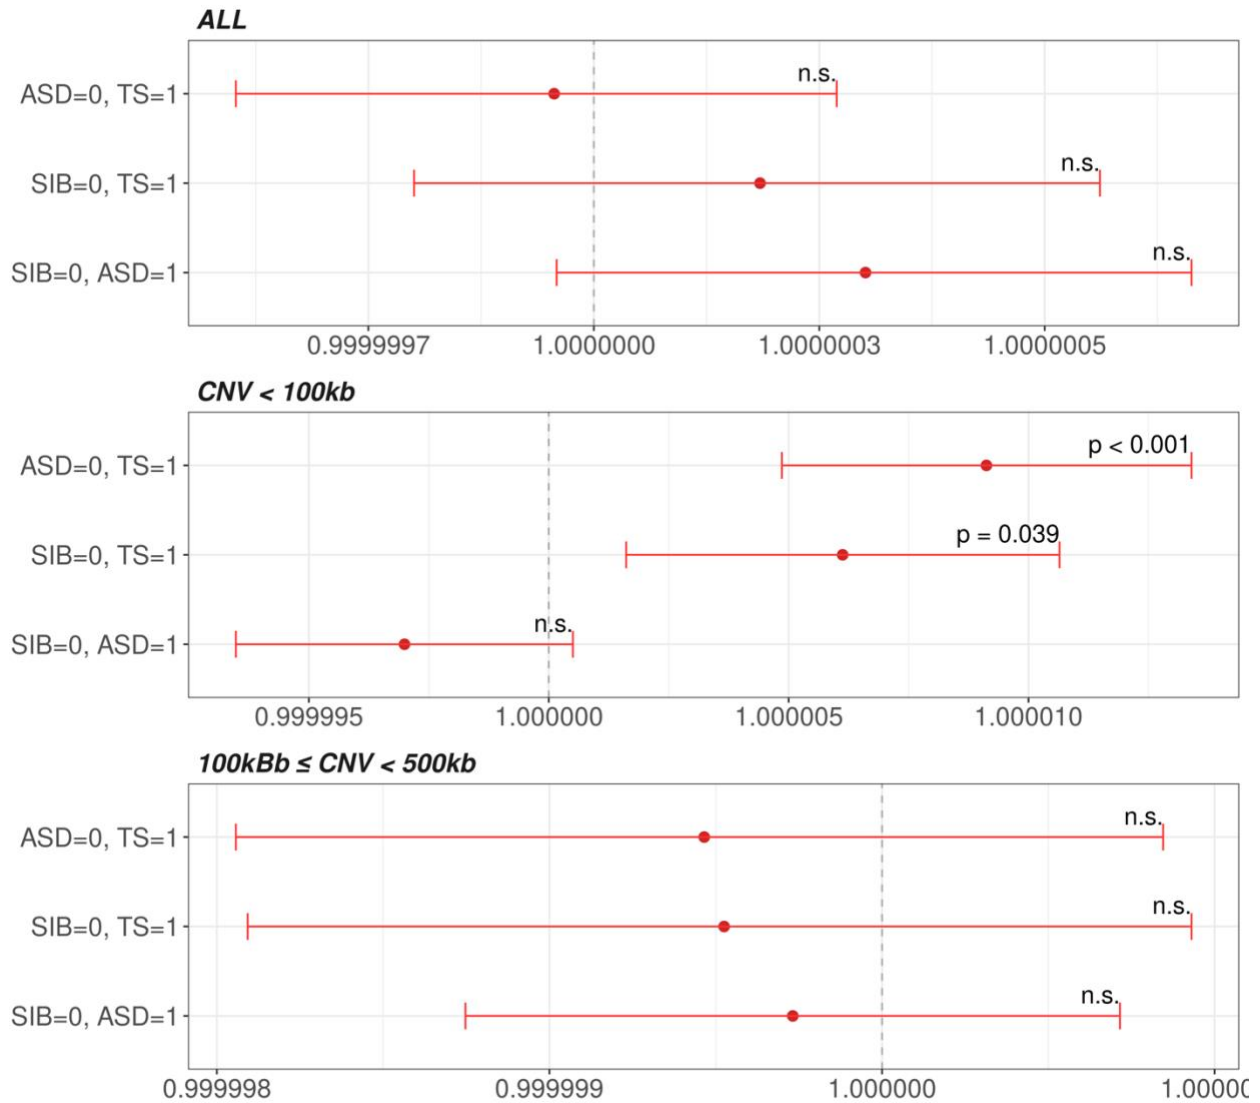 ALL
ASD=0, TS=1
n.s.
SIB=0, TS=1
n.s.
SIB=0, ASD=1
n.s.
0.9999997 1.0000000 1.0000003 1.0000005
CNV < 100kb
ASD=0, TS=1
p < 0.001
SIB=0, TS=1
p = 0.039
SIB=0, ASD=1
n.s.
0.999995 1.000000 1.000005 1.000010
100kBb ≤ CNV < 500kb
ASD=0, TS=1
n.s.
SIB=0, TS=1
n.s.
SIB=0, ASD=1
n.s.
0.999998 0.999999 1.000000